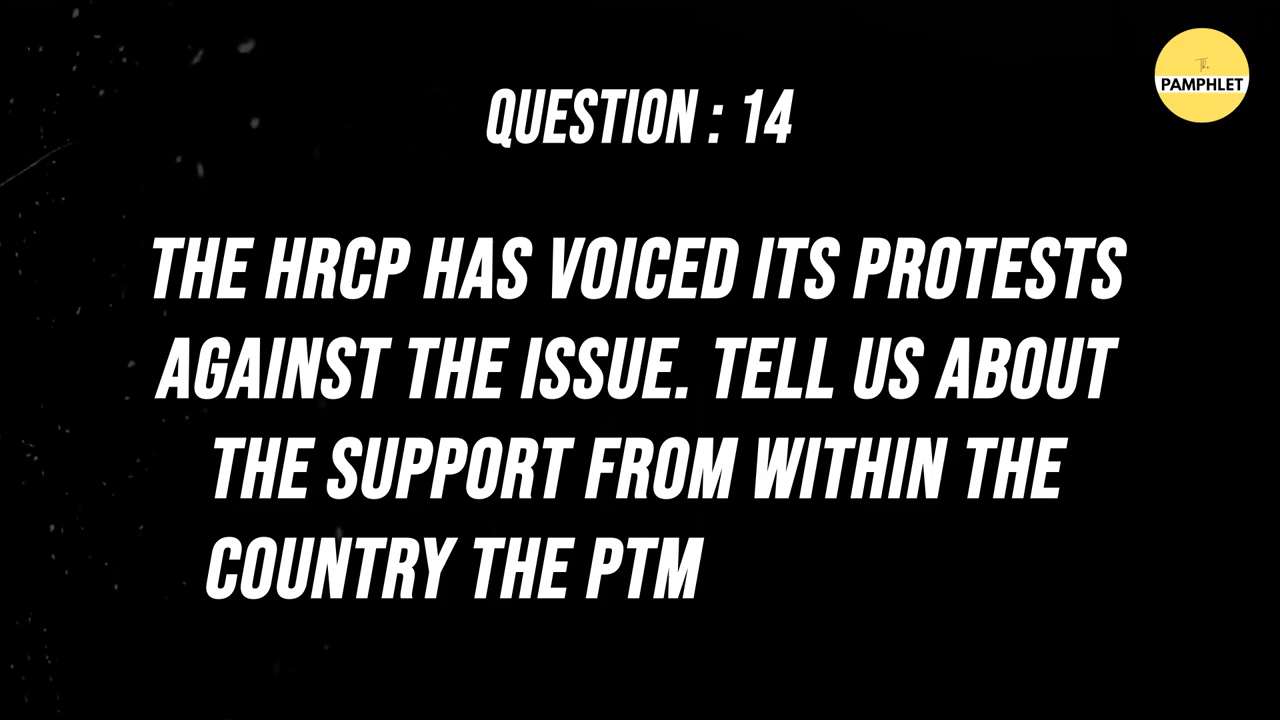 The
PAMPHLET
QUESTION : 14
THE HRCP HAS VOICED ITS PROTESTS
AGAINST THE ISSUE. TELL US ABOUT
THE SUPPORT FROM WITHIN THE
COUNTRY THE PTM